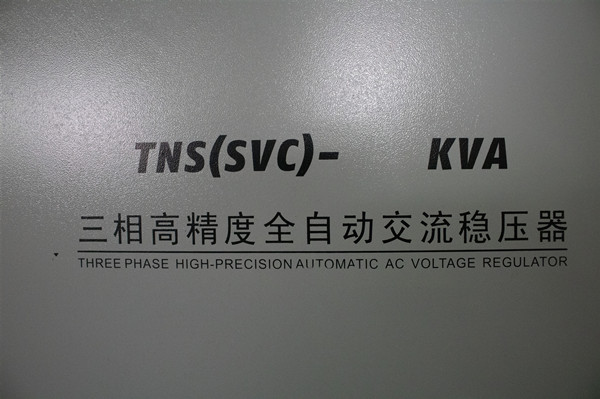 TNS(SVC)- KVA
三相高精度全自动交流稳压器
THREE PHASE HIGH-PRECISION AUTOMATIC AC VOLTAGE REGULATOR